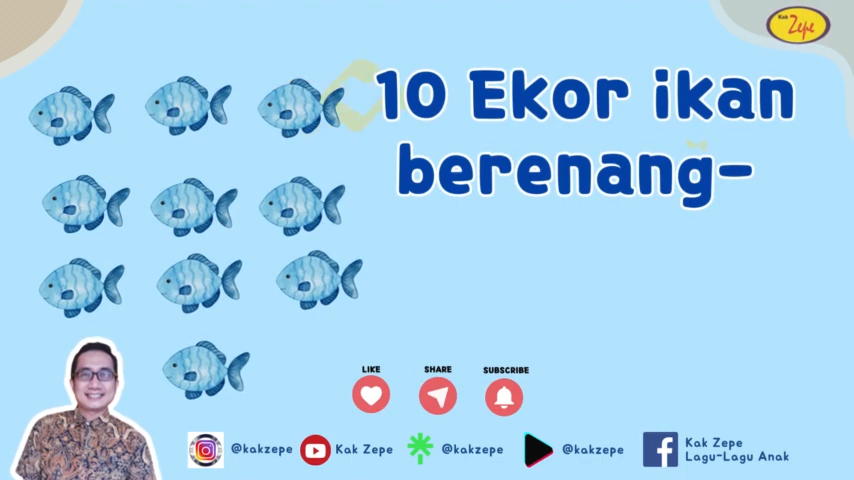 Kak
Zepe
10 Ekor ikan
berenang-
LIKE
SHARE
SUBSCRIBE
@kakzepe
Kak Zepe
@kakzepe
@kakzepe
Kak Zepe
Lagu-Lagu Anak